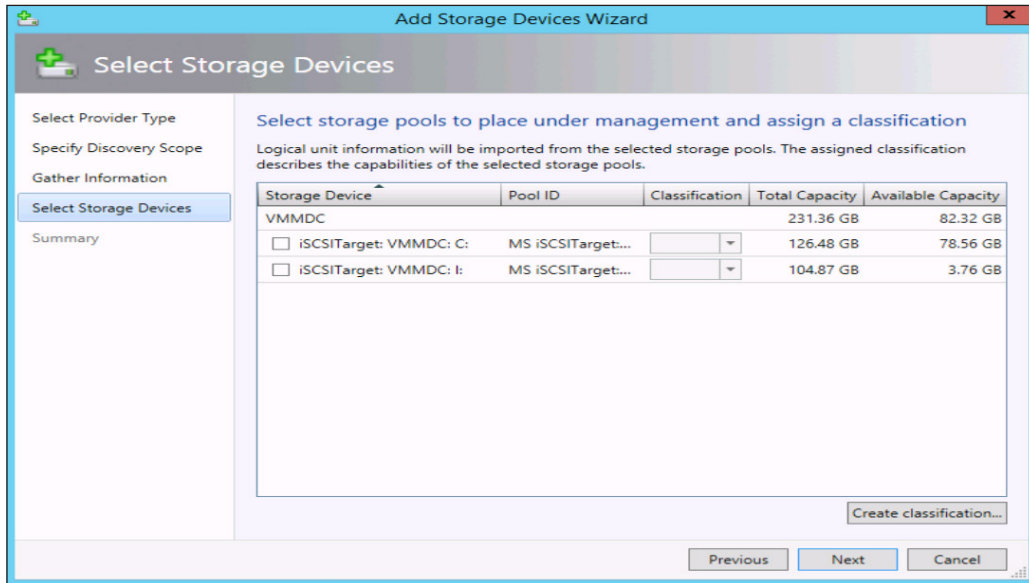 Add Storage Devices Wizard
x
Select Storage Devices
Select Provider Type
Specify Discovery Scope
Gather Information
Select Storage Devices
Summary
Select storage pools to place under management and assign a classification
Logical unit information will be imported from the selected storage pools. The assigned classification
describes the capabilities of the selected storage pools.
Storage Device Pool ID Classification Total Capacity Available Capacity
VMMDC 231.36 GB 82.32 GB
iSCSITarget: VMMDC: C: MS iSCSITarget:... 126.48 GB 78.56 GB
iSCSITarget: VMMDC: I: MS iSCSITarget:... 104.87 GB 3.76 GB
Create classification...
Previous Next Cancel